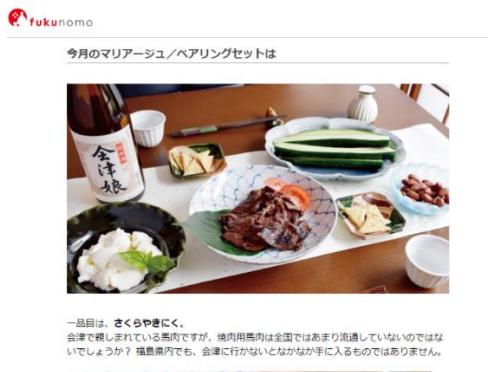 fukunomo
今月のマリアージュ／ペアリングセットは
会津娘
一品目は、さくらやきにく。
会津で親しまれている馬肉ですが、焼肉用馬肉は全国ではあまり流通していないのではな
いでしょうか？ 福島県内でも、会津に行かないとなかなか手に入るものではありません。